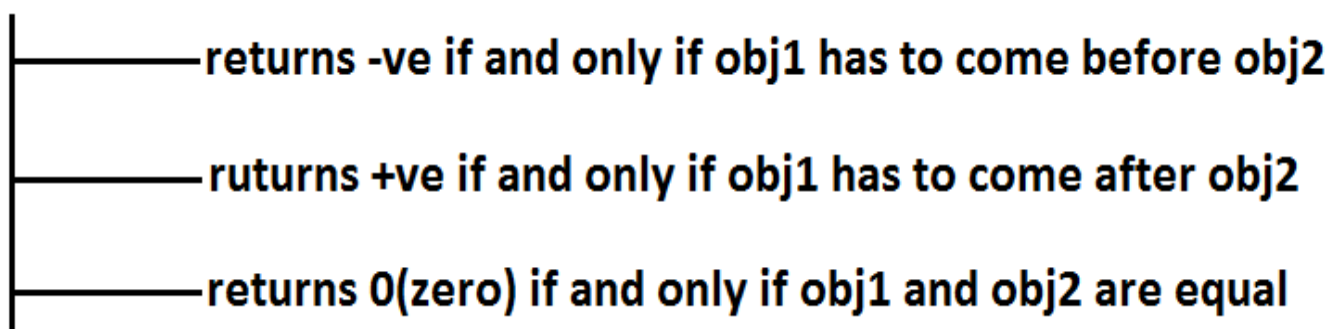 returns -ve if and only if obj1 has to come before obj2
ruturns +ve if and only if obj1 has to come after obj2
returns 0(zero) if and only if obj1 and obj2 are equal